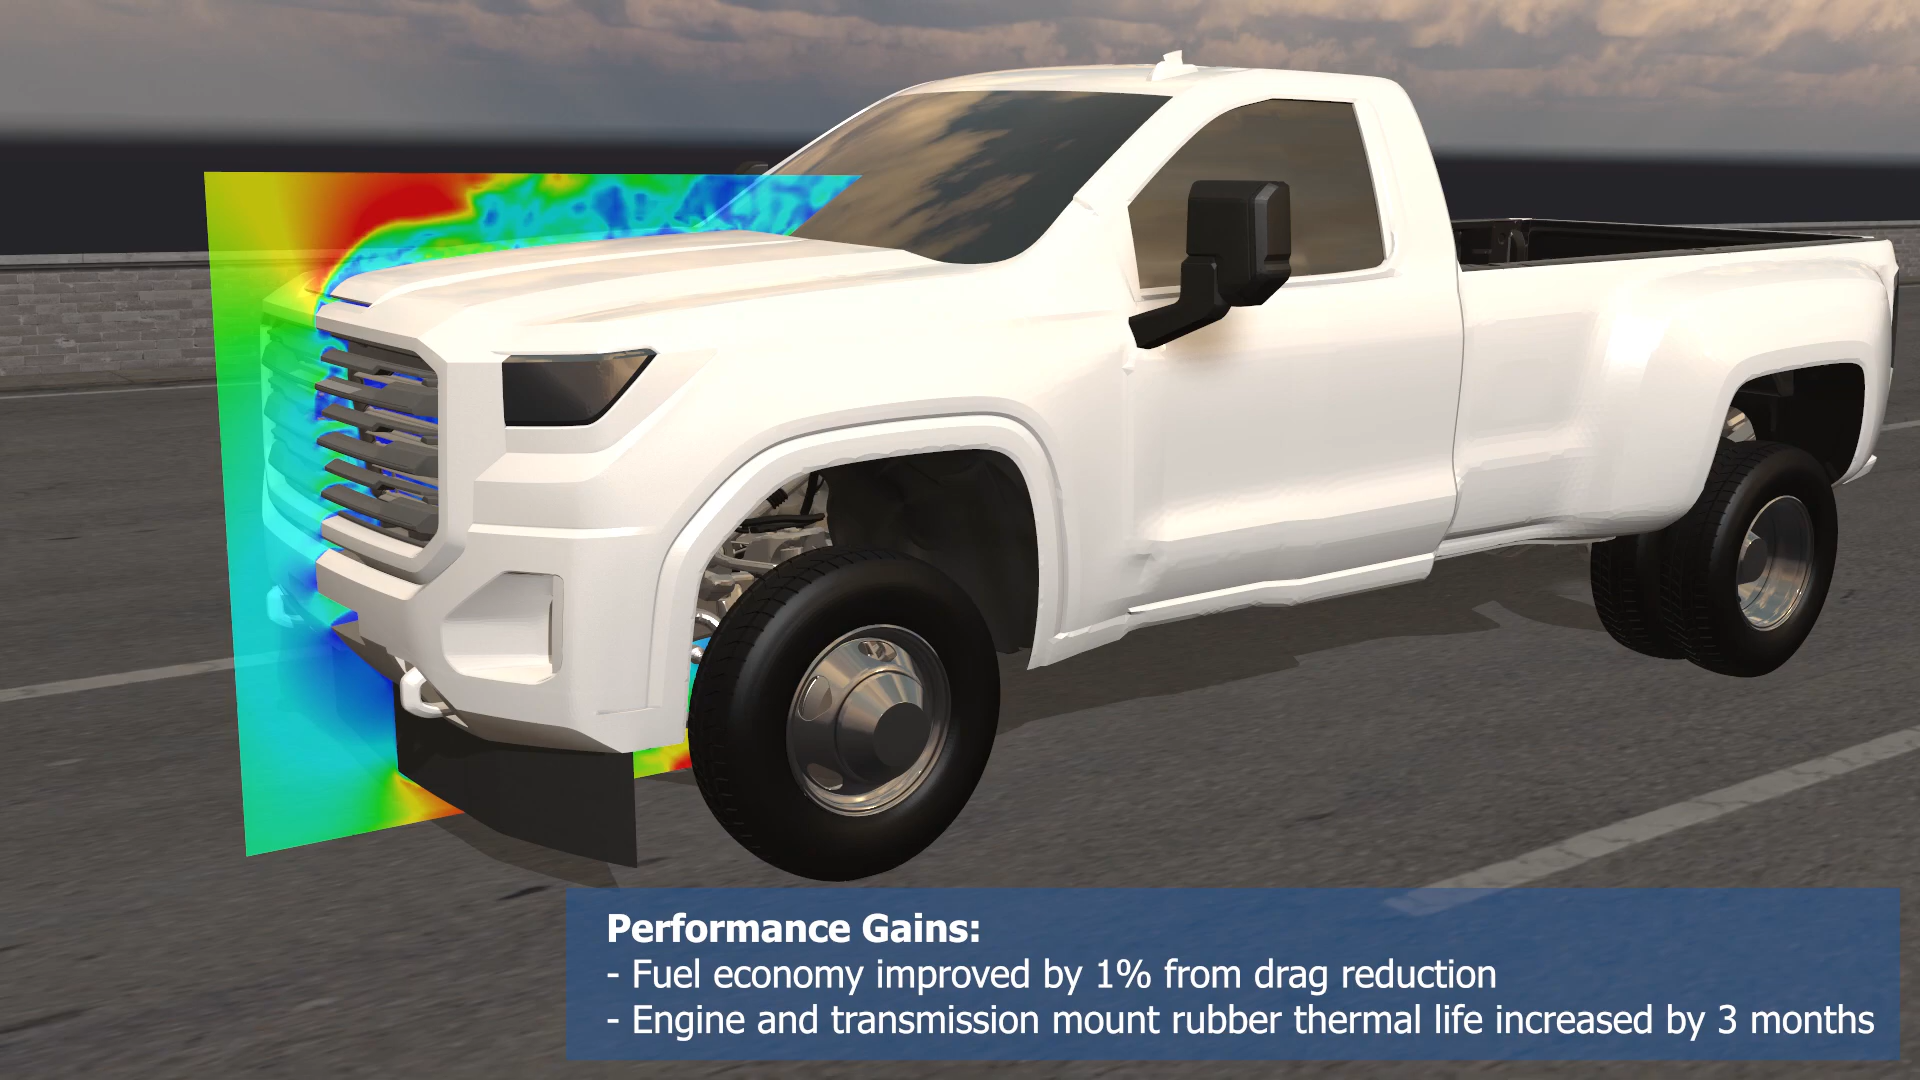 Performance Gains:
- Fuel economy improved by 1% from drag reduction
- Engine and transmission mount rubber thermal life increased by 3 months